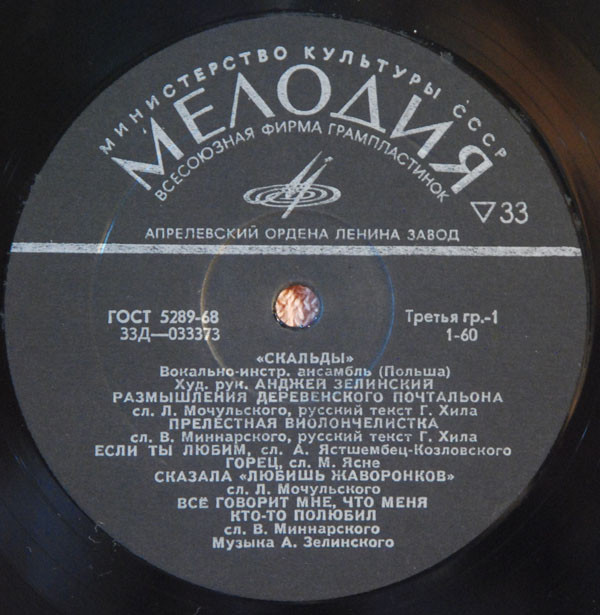 МИНИСТЕРСТВО КУЛЬТУРЫ СССР
МЕЛОДИЯ
ВСЕСОЮЗНАЯ ФИРМА ГРАМПЛАСТИНОК
▽33
АПРЕЛЕВСКИЙ ОРДЕНА ЛЕНИНА ЗАВОД
ГОСТ 5289-68
33Д—033373
Третья гр.-1
1-60
«СКАЛЬДЫ»
Вокально-инстр. ансамбль (Польша)
Худ. рук. АНДЖЕЙ ЗЕЛИНСКИЙ
РАЗМЫШЛЕНИЯ ДЕРЕВЕНСКОГО ПОЧТАЛЬОНА
сл. Л. Мочульского, русский текст Г. Хила
ПРЕЛЕСТНАЯ ВИОЛОНЧЕЛИСТКА
сл. В. Миннарского, русский текст Г. Хила
ЕСЛИ ТЫ ЛЮБИМ, сл. А. Ястшембец-Козловского
ГОРЕЦ, сл. М. Ясне
СКАЗАЛА «ЛЮБИШЬ ЖАВОРОНКОВ»
сл. Л. Мочульского
ВСЁ ГОВОРИТ МНЕ, ЧТО МЕНЯ
КТО-ТО ПОЛЮБИЛ
сл. В. Миннарского
Музыка А. Зелинского